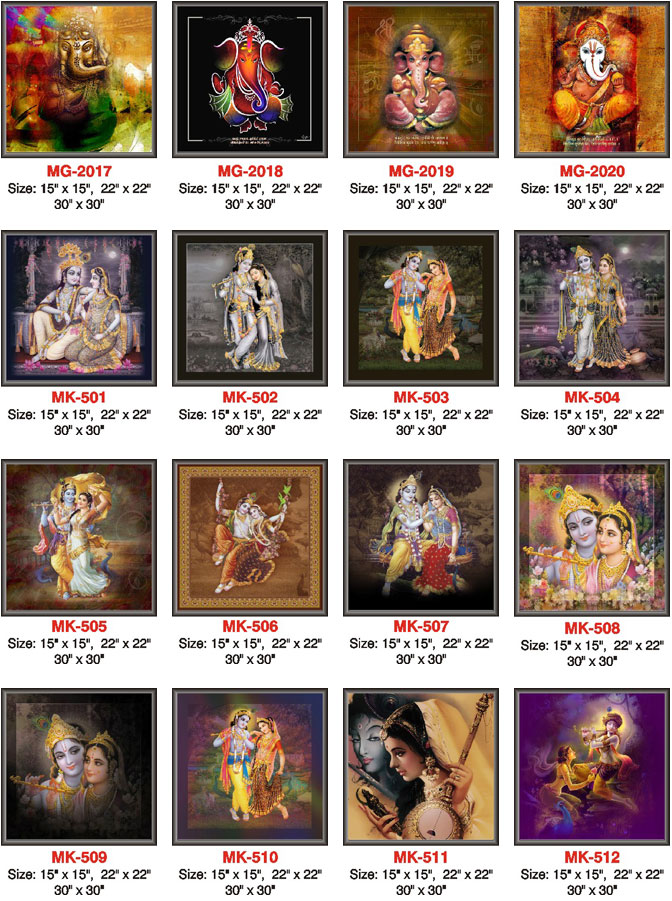 MG-2017
Size: 15" x 15", 22" x 22"
30" x 30"
MG-2018
Size: 15" x 15", 22" x 22"
30" x 30"
MG-2019
Size: 15" x 15", 22" x 22"
30" x 30"
MG-2020
Size: 15" x 15", 22" x 22"
30" x 30"
MK-501
Size: 15" x 15", 22" x 22"
30" x 30"
MK-502
Size: 15" x 15", 22" x 22"
30" x 30"
MK-503
Size: 15" x 15", 22" x 22"
30" x 30"
MK-504
Size: 15" x 15", 22" x 22"
30" x 30"
MK-505
Size: 15" x 15", 22" x 22"
30" x 30"
MK-506
Size: 15" x 15", 22" x 22"
30" x 30"
MK-507
Size: 15" x 15", 22" x 22"
30" x 30"
MK-508
Size: 15" x 15", 22" x 22"
30" x 30"
MK-509
Size: 15" x 15", 22" x 22"
30" x 30"
MK-510
Size: 15" x 15", 22" x 22"
30" x 30"
MK-511
Size: 15" x 15", 22" x 22"
30" x 30"
MK-512
Size: 15" x 15", 22" x 22"
30" x 30"